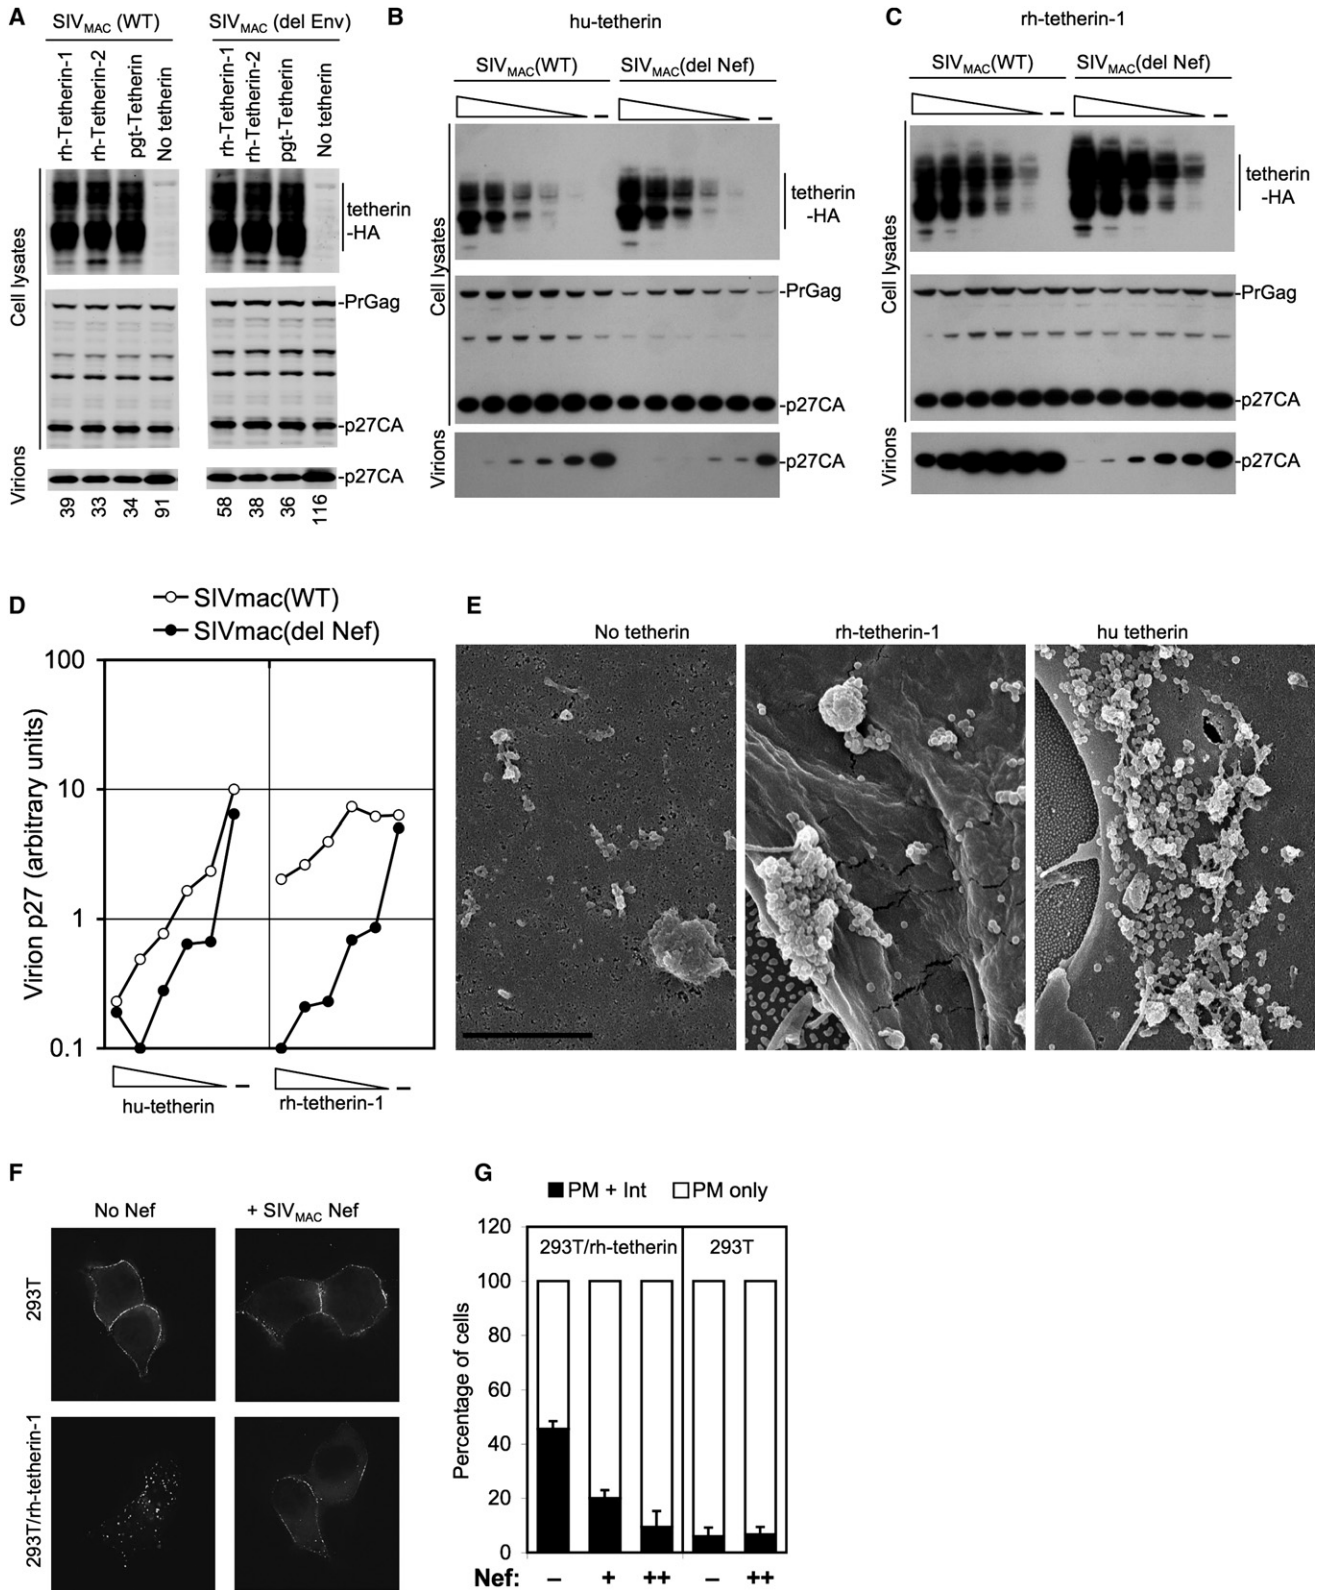 A
SIVMAC (WT)
SIVMAC (del Env)
rh-Tetherin-1
rh-Tetherin-2
pgt-Tetherin
No tetherin
rh-Tetherin-1
rh-Tetherin-2
pgt-Tetherin
No tetherin
tetherin
-HA
Cell lysates
-PrGag
-p27CA
Virions
-p27CA
39 33 34 91
58 38 36 116
B
hu-tetherin
SIVMAC(WT)
SIVMAC(del Nef)
–
–
tetherin
-HA
Cell lysates
-PrGag
-p27CA
Virions
-p27CA
C
rh-tetherin-1
SIVMAC(WT)
SIVMAC(del Nef)
–
–
tetherin
-HA
Cell lysates
-PrGag
-p27CA
Virions
-p27CA
D
SIVmac(WT)
SIVmac(del Nef)
Virion p27 (arbitrary units)
100
10
1
0.1
–
–
hu-tetherin
rh-tetherin-1
E
No tetherin
rh-tetherin-1
hu tetherin
F
No Nef
+ SIVMAC Nef
293T
293T/rh-tetherin-1
G
PM + Int
PM only
Percentage of cells
120
100
80
60
40
20
0
293T/rh-tetherin
293T
Nef: – + ++ – ++